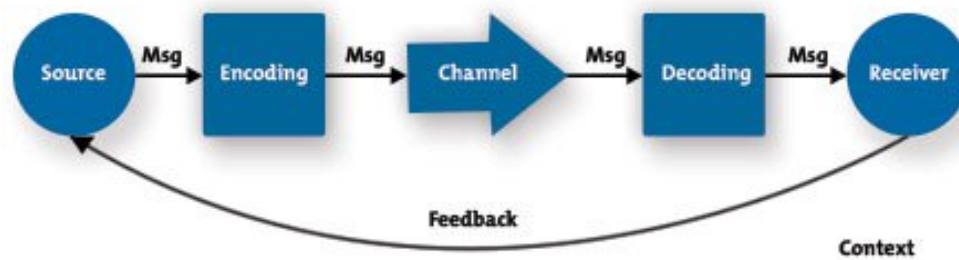 Msg Msg Msg Msg
Source Encoding Channel Decoding Receiver
Feedback
Context